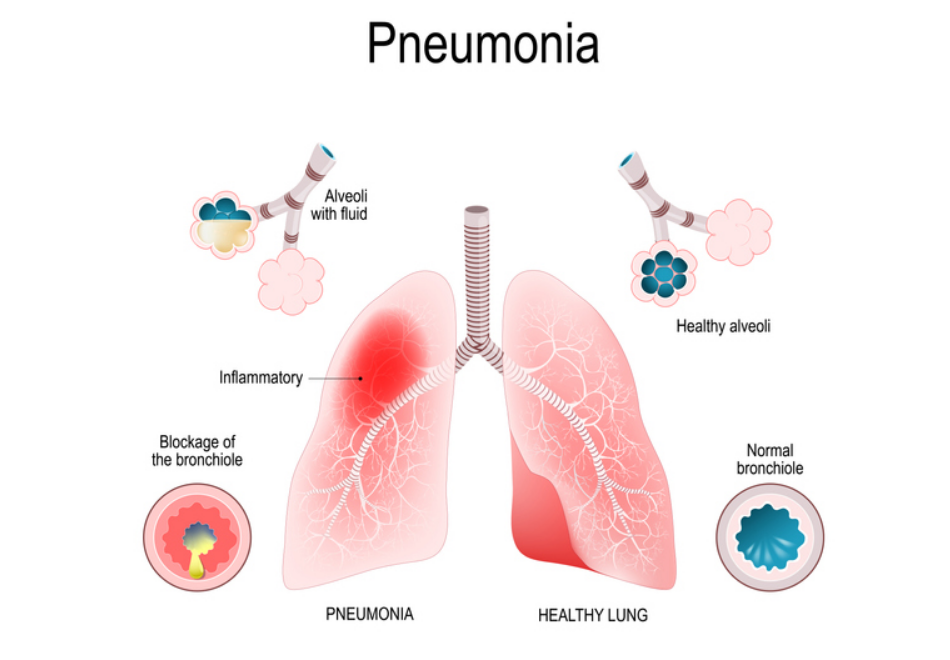 Pneumonia
Alveoli
with fluid
Healthy alveoli
Inflammatory
Blockage of
the bronchiole
Normal
bronchiole
PNEUMONIA
HEALTHY LUNG